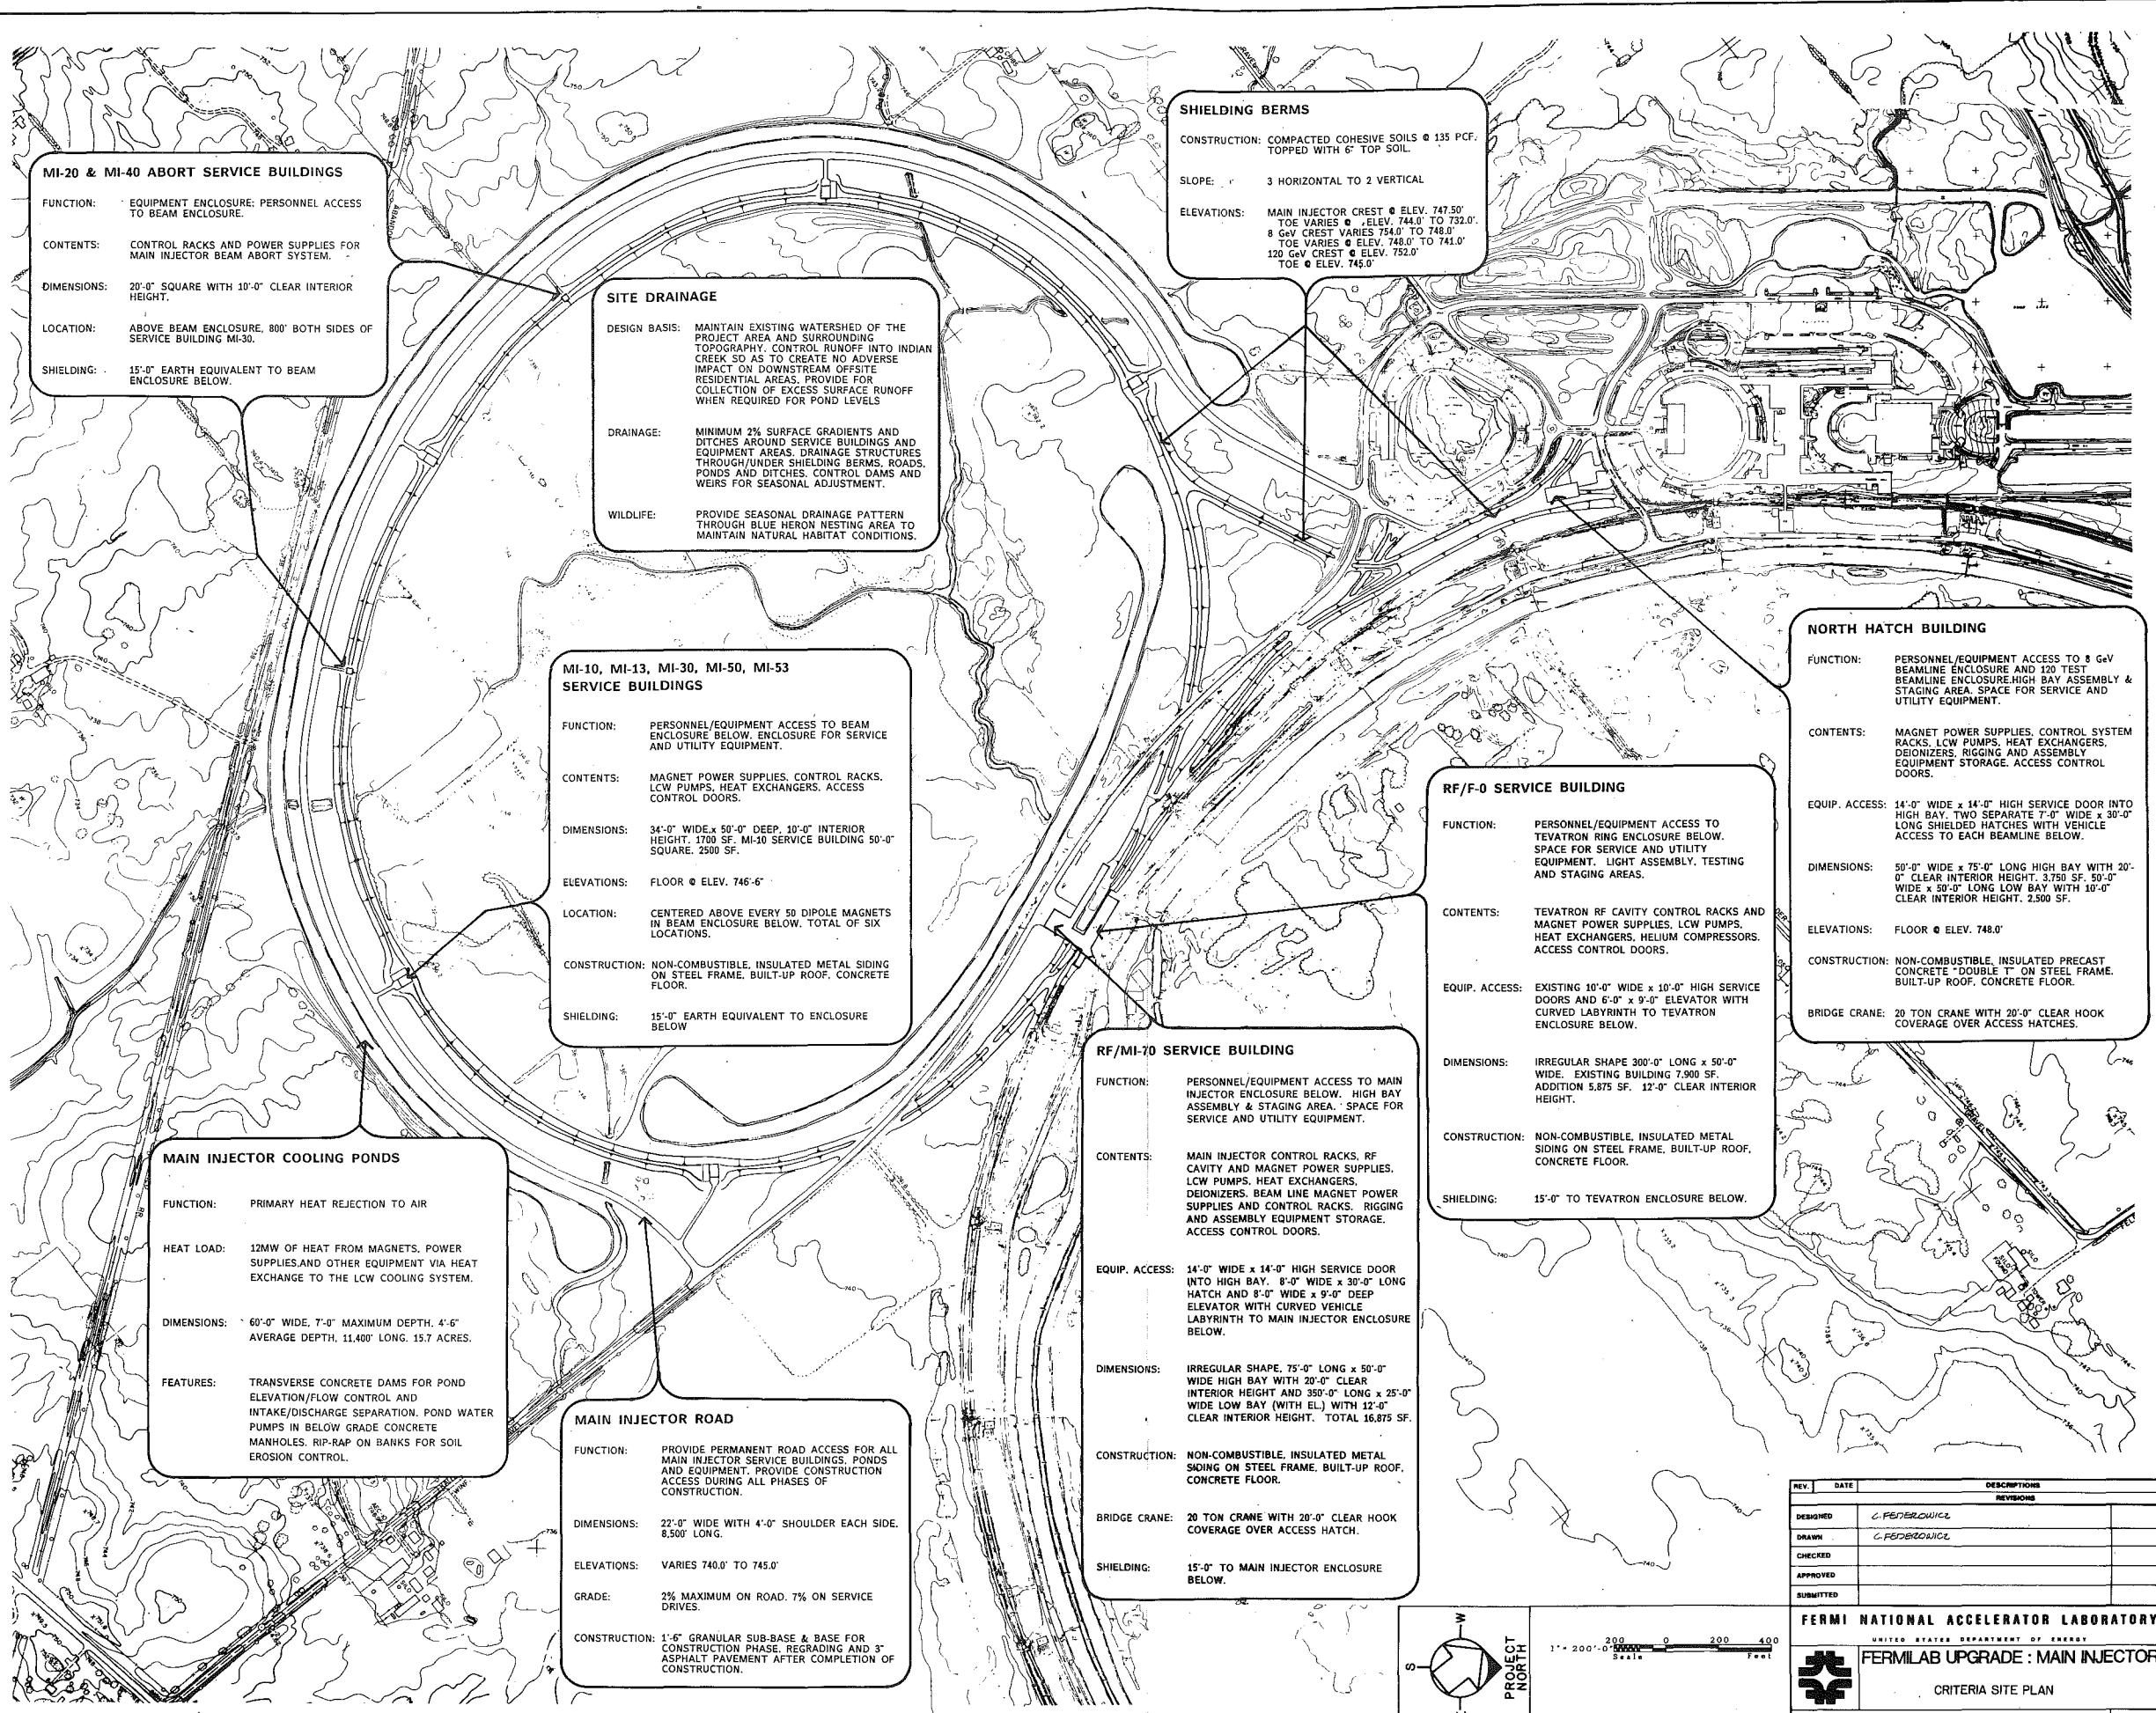 MI-20 & MI-40 ABORT SERVICE BUILDINGS
FUNCTION: EQUIPMENT ENCLOSURE; PERSONNEL ACCESS
TO BEAM ENCLOSURE.
CONTENTS: CONTROL RACKS AND POWER SUPPLIES FOR
MAIN INJECTOR BEAM ABORT SYSTEM.
DIMENSIONS: 20'-0" SQUARE WITH 10'-0" CLEAR INTERIOR
HEIGHT.
LOCATION: ABOVE BEAM ENCLOSURE, 800' BOTH SIDES OF
SERVICE BUILDING MI-30.
SHIELDING: 15'-0" EARTH EQUIVALENT TO BEAM
ENCLOSURE BELOW.
SITE DRAINAGE
DESIGN BASIS: MAINTAIN EXISTING WATERSHED OF THE
PROJECT AREA AND SURROUNDING
TOPOGRAPHY. CONTROL RUNOFF INTO INDIAN
CREEK SO AS TO CREATE NO ADVERSE
IMPACT ON DOWNSTREAM OFFSITE
RESIDENTIAL AREAS. PROVIDE FOR
COLLECTION OF EXCESS SURFACE RUNOFF
WHEN REQUIRED FOR POND LEVELS
DRAINAGE: MINIMUM 2% SURFACE GRADIENTS AND
DITCHES AROUND SERVICE BUILDINGS AND
EQUIPMENT AREAS. DRAINAGE STRUCTURES
THROUGH/UNDER SHIELDING BERMS, ROADS,
PONDS AND DITCHES. CONTROL DAMS AND
WEIRS FOR SEASONAL ADJUSTMENT.
WILDLIFE: PROVIDE SEASONAL DRAINAGE PATTERN
THROUGH BLUE HERON NESTING AREA TO
MAINTAIN NATURAL HABITAT CONDITIONS.
SHIELDING BERMS
CONSTRUCTION: COMPACTED COHESIVE SOILS @ 135 PCF.
TOPPED WITH 6" TOP SOIL.
SLOPE: 3 HORIZONTAL TO 2 VERTICAL
ELEVATIONS: MAIN INJECTOR CREST @ ELEV. 747.50'
TOE VARIES @ ELEV. 744.0' TO 732.0'.
8 GeV CREST VARIES 754.0' TO 748.0'
TOE VARIES @ ELEV. 748.0' TO 741.0'
120 GeV CREST @ ELEV. 752.0'
TOE @ ELEV. 745.0'
MI-10, MI-13, MI-30, MI-50, MI-53
SERVICE BUILDINGS
FUNCTION: PERSONNEL/EQUIPMENT ACCESS TO BEAM
ENCLOSURE BELOW. ENCLOSURE FOR SERVICE
AND UTILITY EQUIPMENT.
CONTENTS: MAGNET POWER SUPPLIES, CONTROL RACKS,
LCW PUMPS, HEAT EXCHANGERS, ACCESS
CONTROL DOORS.
DIMENSIONS: 34'-0" WIDE x 50'-0" DEEP, 10'-0" INTERIOR
HEIGHT. 1700 SF. MI-10 SERVICE BUILDING 50'-0"
SQUARE. 2500 SF.
ELEVATIONS: FLOOR @ ELEV. 746'-6"
LOCATION: CENTERED ABOVE EVERY 50 DIPOLE MAGNETS
IN BEAM ENCLOSURE BELOW. TOTAL OF SIX
LOCATIONS.
CONSTRUCTION: NON-COMBUSTIBLE, INSULATED METAL SIDING
ON STEEL FRAME, BUILT-UP ROOF, CONCRETE
FLOOR.
SHIELDING: 15'-0" EARTH EQUIVALENT TO ENCLOSURE
BELOW
NORTH HATCH BUILDING
FUNCTION: PERSONNEL/EQUIPMENT ACCESS TO 8 GeV
BEAMLINE ENCLOSURE AND 120 TEST
BEAMLINE ENCLOSURE.HIGH BAY ASSEMBLY &
STAGING AREA. SPACE FOR SERVICE AND
UTILITY EQUIPMENT.
CONTENTS: MAGNET POWER SUPPLIES, CONTROL SYSTEM
RACKS, LCW PUMPS, HEAT EXCHANGERS,
DEIONIZERS, RIGGING AND ASSEMBLY
EQUIPMENT STORAGE. ACCESS CONTROL
DOORS.
EQUIP. ACCESS: 14'-0" WIDE x 14'-0" HIGH SERVICE DOOR INTO
HIGH BAY. TWO SEPARATE 7'-0" WIDE x 30'-0"
LONG SHIELDED HATCHES WITH VEHICLE
ACCESS TO EACH BEAMLINE BELOW.
DIMENSIONS: 50'-0" WIDE x 75'-0" LONG HIGH BAY WITH 20'-
0" CLEAR INTERIOR HEIGHT. 3,750 SF. 50'-0"
WIDE x 50'-0" LONG LOW BAY WITH 10'-0"
CLEAR INTERIOR HEIGHT. 2,500 SF.
ELEVATIONS: FLOOR @ ELEV. 748.0'
CONSTRUCTION: NON-COMBUSTIBLE, INSULATED PRECAST
CONCRETE "DOUBLE T" ON STEEL FRAME.
BUILT-UP ROOF, CONCRETE FLOOR.
BRIDGE CRANE: 20 TON CRANE WITH 20'-0" CLEAR HOOK
COVERAGE OVER ACCESS HATCHES.
RF/F-0 SERVICE BUILDING
FUNCTION: PERSONNEL/EQUIPMENT ACCESS TO
TEVATRON RING ENCLOSURE BELOW.
SPACE FOR SERVICE AND UTILITY
EQUIPMENT. LIGHT ASSEMBLY, TESTING
AND STAGING AREAS.
CONTENTS: TEVATRON RF CAVITY CONTROL RACKS AND
MAGNET POWER SUPPLIES, LCW PUMPS,
HEAT EXCHANGERS, HELIUM COMPRESSORS,
ACCESS CONTROL DOORS.
EQUIP. ACCESS: EXISTING 10'-0" WIDE x 10'-0" HIGH SERVICE
DOORS AND 6'-0" x 9'-0" ELEVATOR WITH
CURVED LABYRINTH TO TEVATRON
ENCLOSURE BELOW.
DIMENSIONS: IRREGULAR SHAPE 300'-0" LONG x 50'-0"
WIDE. EXISTING BUILDING 7,900 SF.
ADDITION 5,875 SF. 12'-0" CLEAR INTERIOR
HEIGHT.
CONSTRUCTION: NON-COMBUSTIBLE, INSULATED METAL
SIDING ON STEEL FRAME, BUILT-UP ROOF,
CONCRETE FLOOR.
SHIELDING: 15'-0" TO TEVATRON ENCLOSURE BELOW.
RF/MI-70 SERVICE BUILDING
FUNCTION: PERSONNEL/EQUIPMENT ACCESS TO MAIN
INJECTOR ENCLOSURE BELOW. HIGH BAY
ASSEMBLY & STAGING AREA. SPACE FOR
SERVICE AND UTILITY EQUIPMENT.
CONTENTS: MAIN INJECTOR CONTROL RACKS, RF
CAVITY AND MAGNET POWER SUPPLIES,
LCW PUMPS, HEAT EXCHANGERS,
DEIONIZERS, BEAM LINE MAGNET POWER
SUPPLIES AND CONTROL RACKS. RIGGING
AND ASSEMBLY EQUIPMENT STORAGE.
ACCESS CONTROL DOORS.
EQUIP. ACCESS: 14'-0" WIDE x 14'-0" HIGH SERVICE DOOR
INTO HIGH BAY. 8'-0" WIDE x 30'-0" LONG
HATCH AND 8'-0" WIDE x 9'-0" DEEP
ELEVATOR WITH CURVED VEHICLE
LABYRINTH TO MAIN INJECTOR ENCLOSURE
BELOW.
DIMENSIONS: IRREGULAR SHAPE, 75'-0" LONG x 50'-0"
WIDE HIGH BAY WITH 20'-0" CLEAR
INTERIOR HEIGHT AND 350'-0" LONG x 25'-0"
WIDE LOW BAY (WITH EL.) WITH 12'-0"
CLEAR INTERIOR HEIGHT. TOTAL 16,875 SF.
CONSTRUCTION: NON-COMBUSTIBLE, INSULATED METAL
SIDING ON STEEL FRAME, BUILT-UP ROOF,
CONCRETE FLOOR.
BRIDGE CRANE: 20 TON CRANE WITH 20'-0" CLEAR HOOK
COVERAGE OVER ACCESS HATCH.
SHIELDING: 15'-0" TO MAIN INJECTOR ENCLOSURE
BELOW.
MAIN INJECTOR COOLING PONDS
FUNCTION: PRIMARY HEAT REJECTION TO AIR
HEAT LOAD: 12MW OF HEAT FROM MAGNETS, POWER
SUPPLIES,AND OTHER EQUIPMENT VIA HEAT
EXCHANGE TO THE LCW COOLING SYSTEM.
DIMENSIONS: 60'-0" WIDE, 7'-0" MAXIMUM DEPTH, 4'-6"
AVERAGE DEPTH, 11,400' LONG. 15.7 ACRES.
FEATURES: TRANSVERSE CONCRETE DAMS FOR POND
ELEVATION/FLOW CONTROL AND
INTAKE/DISCHARGE SEPARATION. POND WATER
PUMPS IN BELOW GRADE CONCRETE
MANHOLES. RIP-RAP ON BANKS FOR SOIL
EROSION CONTROL.
MAIN INJECTOR ROAD
FUNCTION: PROVIDE PERMANENT ROAD ACCESS FOR ALL
MAIN INJECTOR SERVICE BUILDINGS, PONDS
AND EQUIPMENT. PROVIDE CONSTRUCTION
ACCESS DURING ALL PHASES OF
CONSTRUCTION.
DIMENSIONS: 22'-0" WIDE WITH 4'-0" SHOULDER EACH SIDE.
8,500' LONG.
ELEVATIONS: VARIES 740.0' TO 745.0'
GRADE: 2% MAXIMUM ON ROAD. 7% ON SERVICE
DRIVES.
CONSTRUCTION: 1'-6" GRANULAR SUB-BASE & BASE FOR
CONSTRUCTION PHASE. REGRADING AND 3"
ASPHALT PAVEMENT AFTER COMPLETION OF
CONSTRUCTION.
W
S
PROJECT
NORTH
1" = 200'-0"
200 0 200 400
Scale Feet
REV. DATE DESCRIPTIONS
REVISIONS
DESIGNED C. FEDEROWICZ
DRAWN C. FEDEROWICZ
CHECKED
APPROVED
SUBMITTED
FERMI NATIONAL ACCELERATOR LABORATORY
UNITED STATES DEPARTMENT OF ENERGY
FERMILAB UPGRADE : MAIN INJECTOR
CRITERIA SITE PLAN